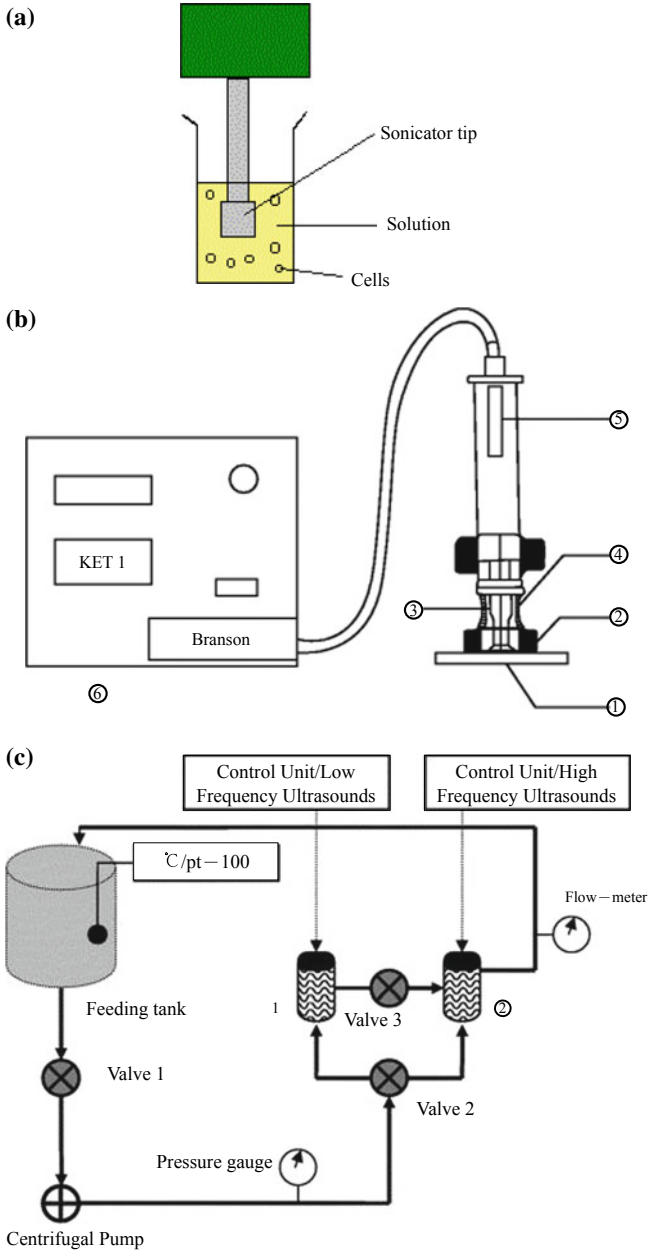 (a)
Sonicator tip
Solution
Cells
(b)
⑤
KET 1
④
③
②
Branson
①
⑥
(c)
Control Unit/Low
Frequency Ultrasounds
Control Unit/High
Frequency Ultrasounds
℃/pt−100
Flow−meter
Feeding tank
1
Valve 3
②
Valve 1
Valve 2
Pressure gauge
Centrifugal Pump